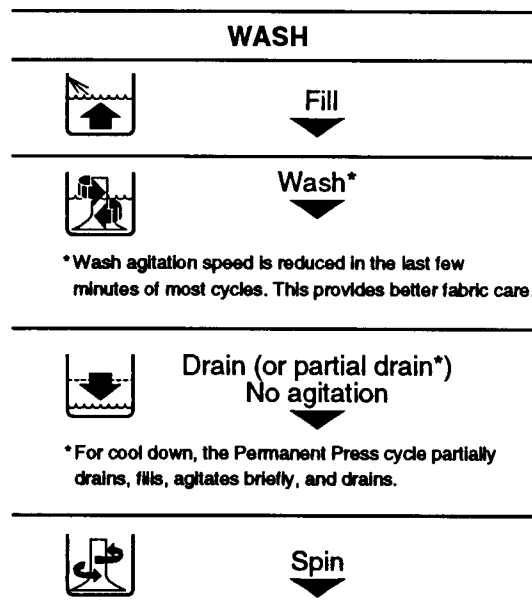 WASH
Fill
Wash*
*Wash agitation speed is reduced in the last few
minutes of most cycles. This provides better fabric care
Drain (or partial drain*)
No agitation
*For cool down, the Permanent Press cycle partially
drains, fills, agitates briefly, and drains.
Spin